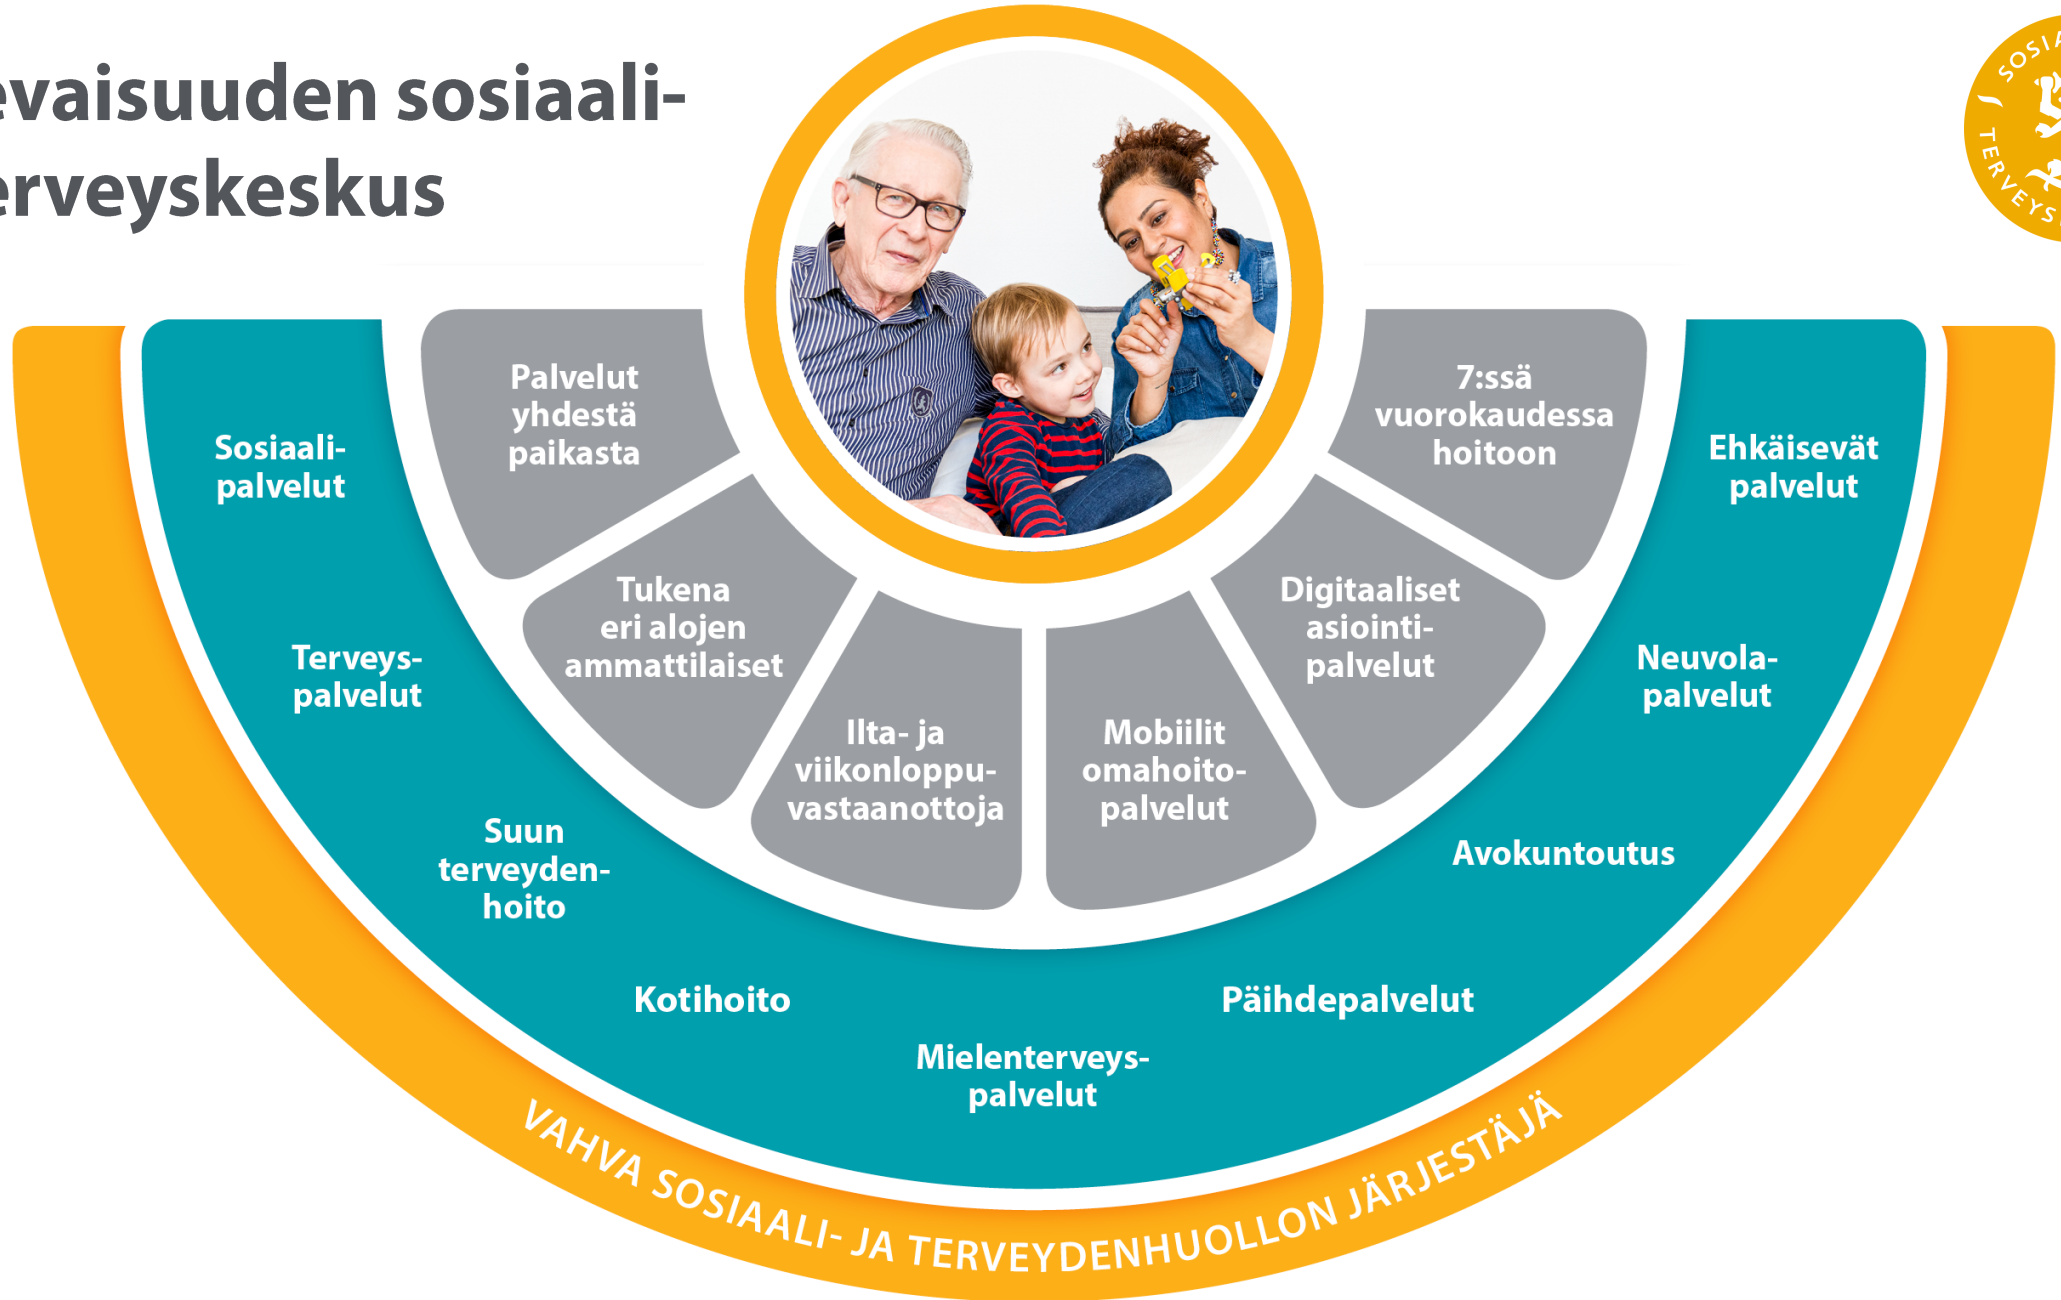 evaisuuden sosiaali-
erveyskeskus
SOSIA
TERVEYS
Palvelut
yhdestä
paikasta
Tukena
eri alojen
ammattilaiset
Ilta- ja
viikonloppu-
vastaanottoja
Mobiilit
omahoito-
palvelut
Digitaaliset
asiointi-
palvelut
7:ssä
vuorokaudessa
hoitoon
Sosiaali-
palvelut
Terveys-
palvelut
Suun
terveyden-
hoito
Kotihoito
Mielenterveys-
palvelut
Päihdepalvelut
Avokuntoutus
Neuvola-
palvelut
Ehkäisevät
palvelut
VAHVA SOSIAALI- JA TERVEYDENHUOLLON JÄRJESTÄJÄ